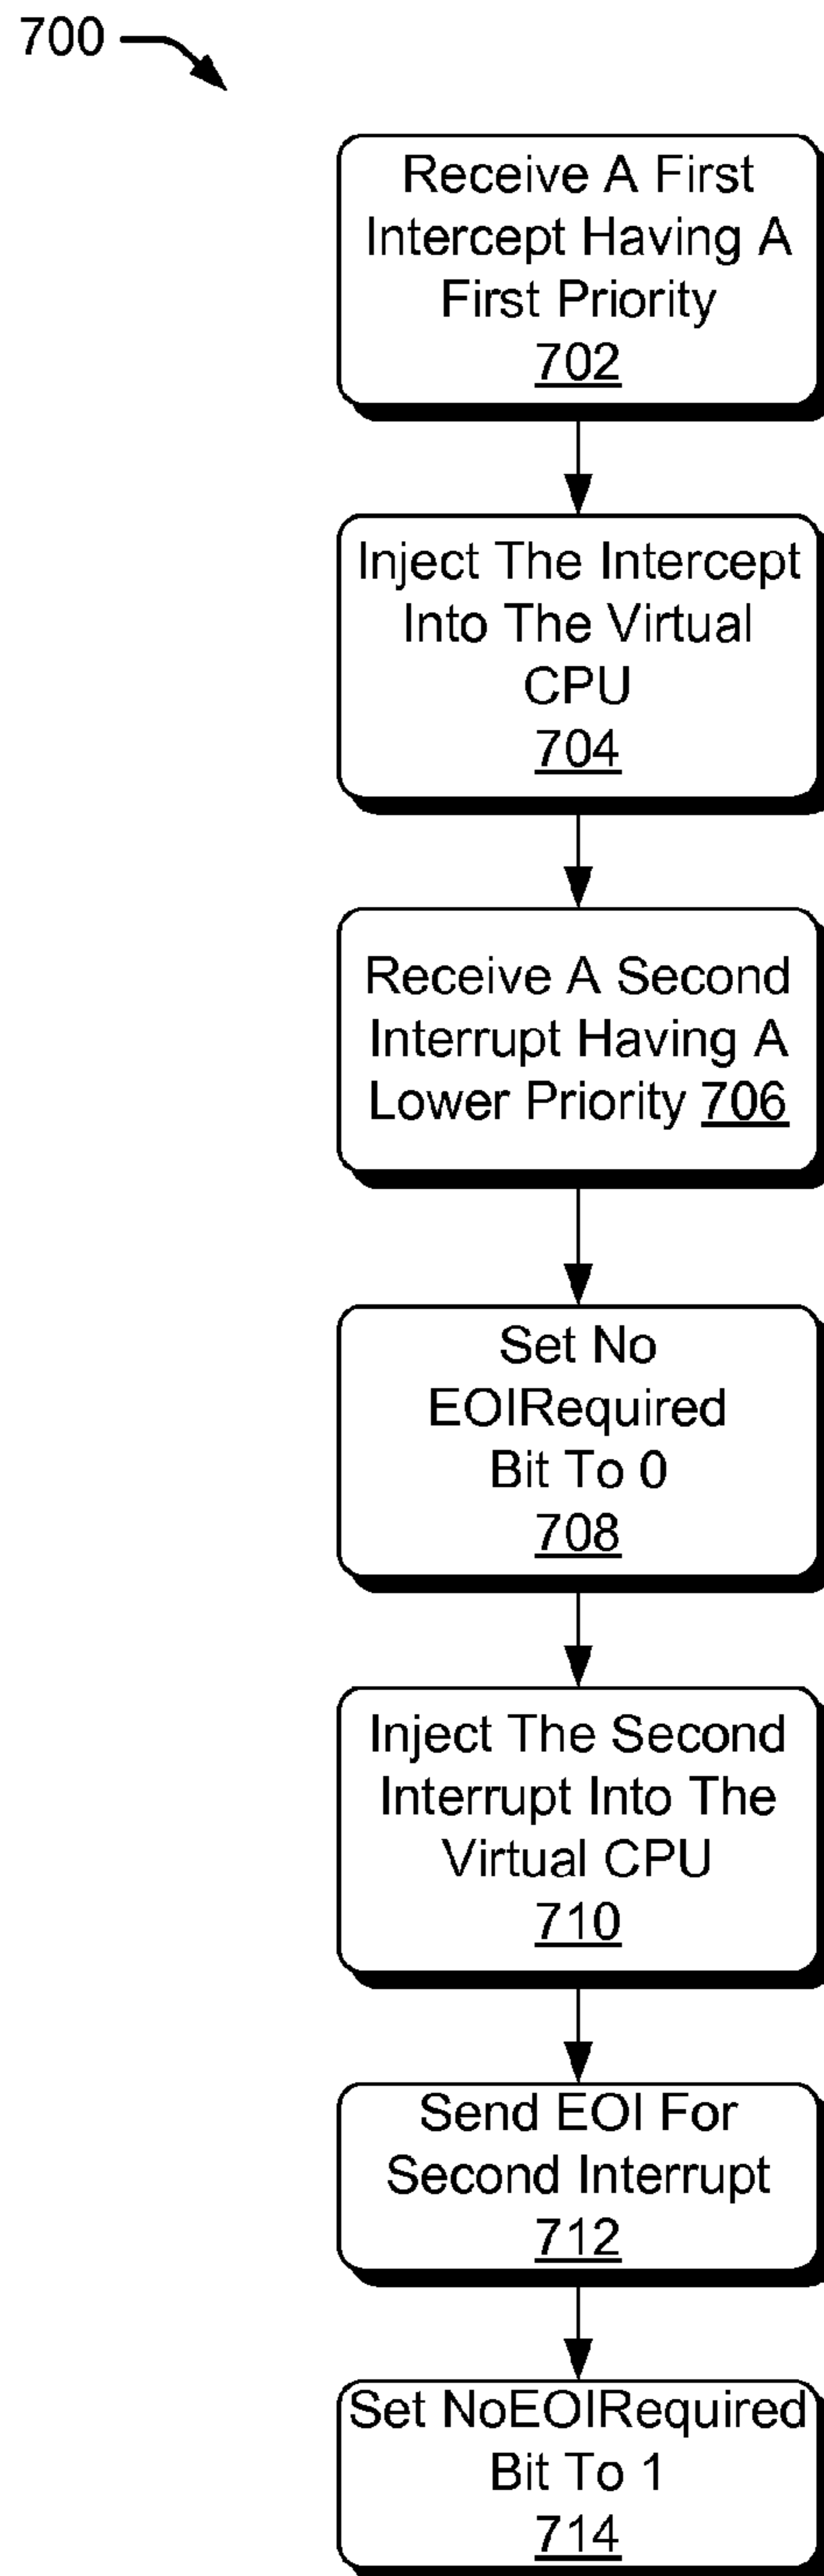 700
Receive A First
Intercept Having A
First Priority
702
Inject The Intercept
Into The Virtual
CPU
704
Receive A Second
Interrupt Having A
Lower Priority 706
Set No
EOIRequired
Bit To 0
708
Inject The Second
Interrupt Into The
Virtual CPU
710
Send EOI For
Second Interrupt
712
Set NoEOIRequired
Bit To 1
714